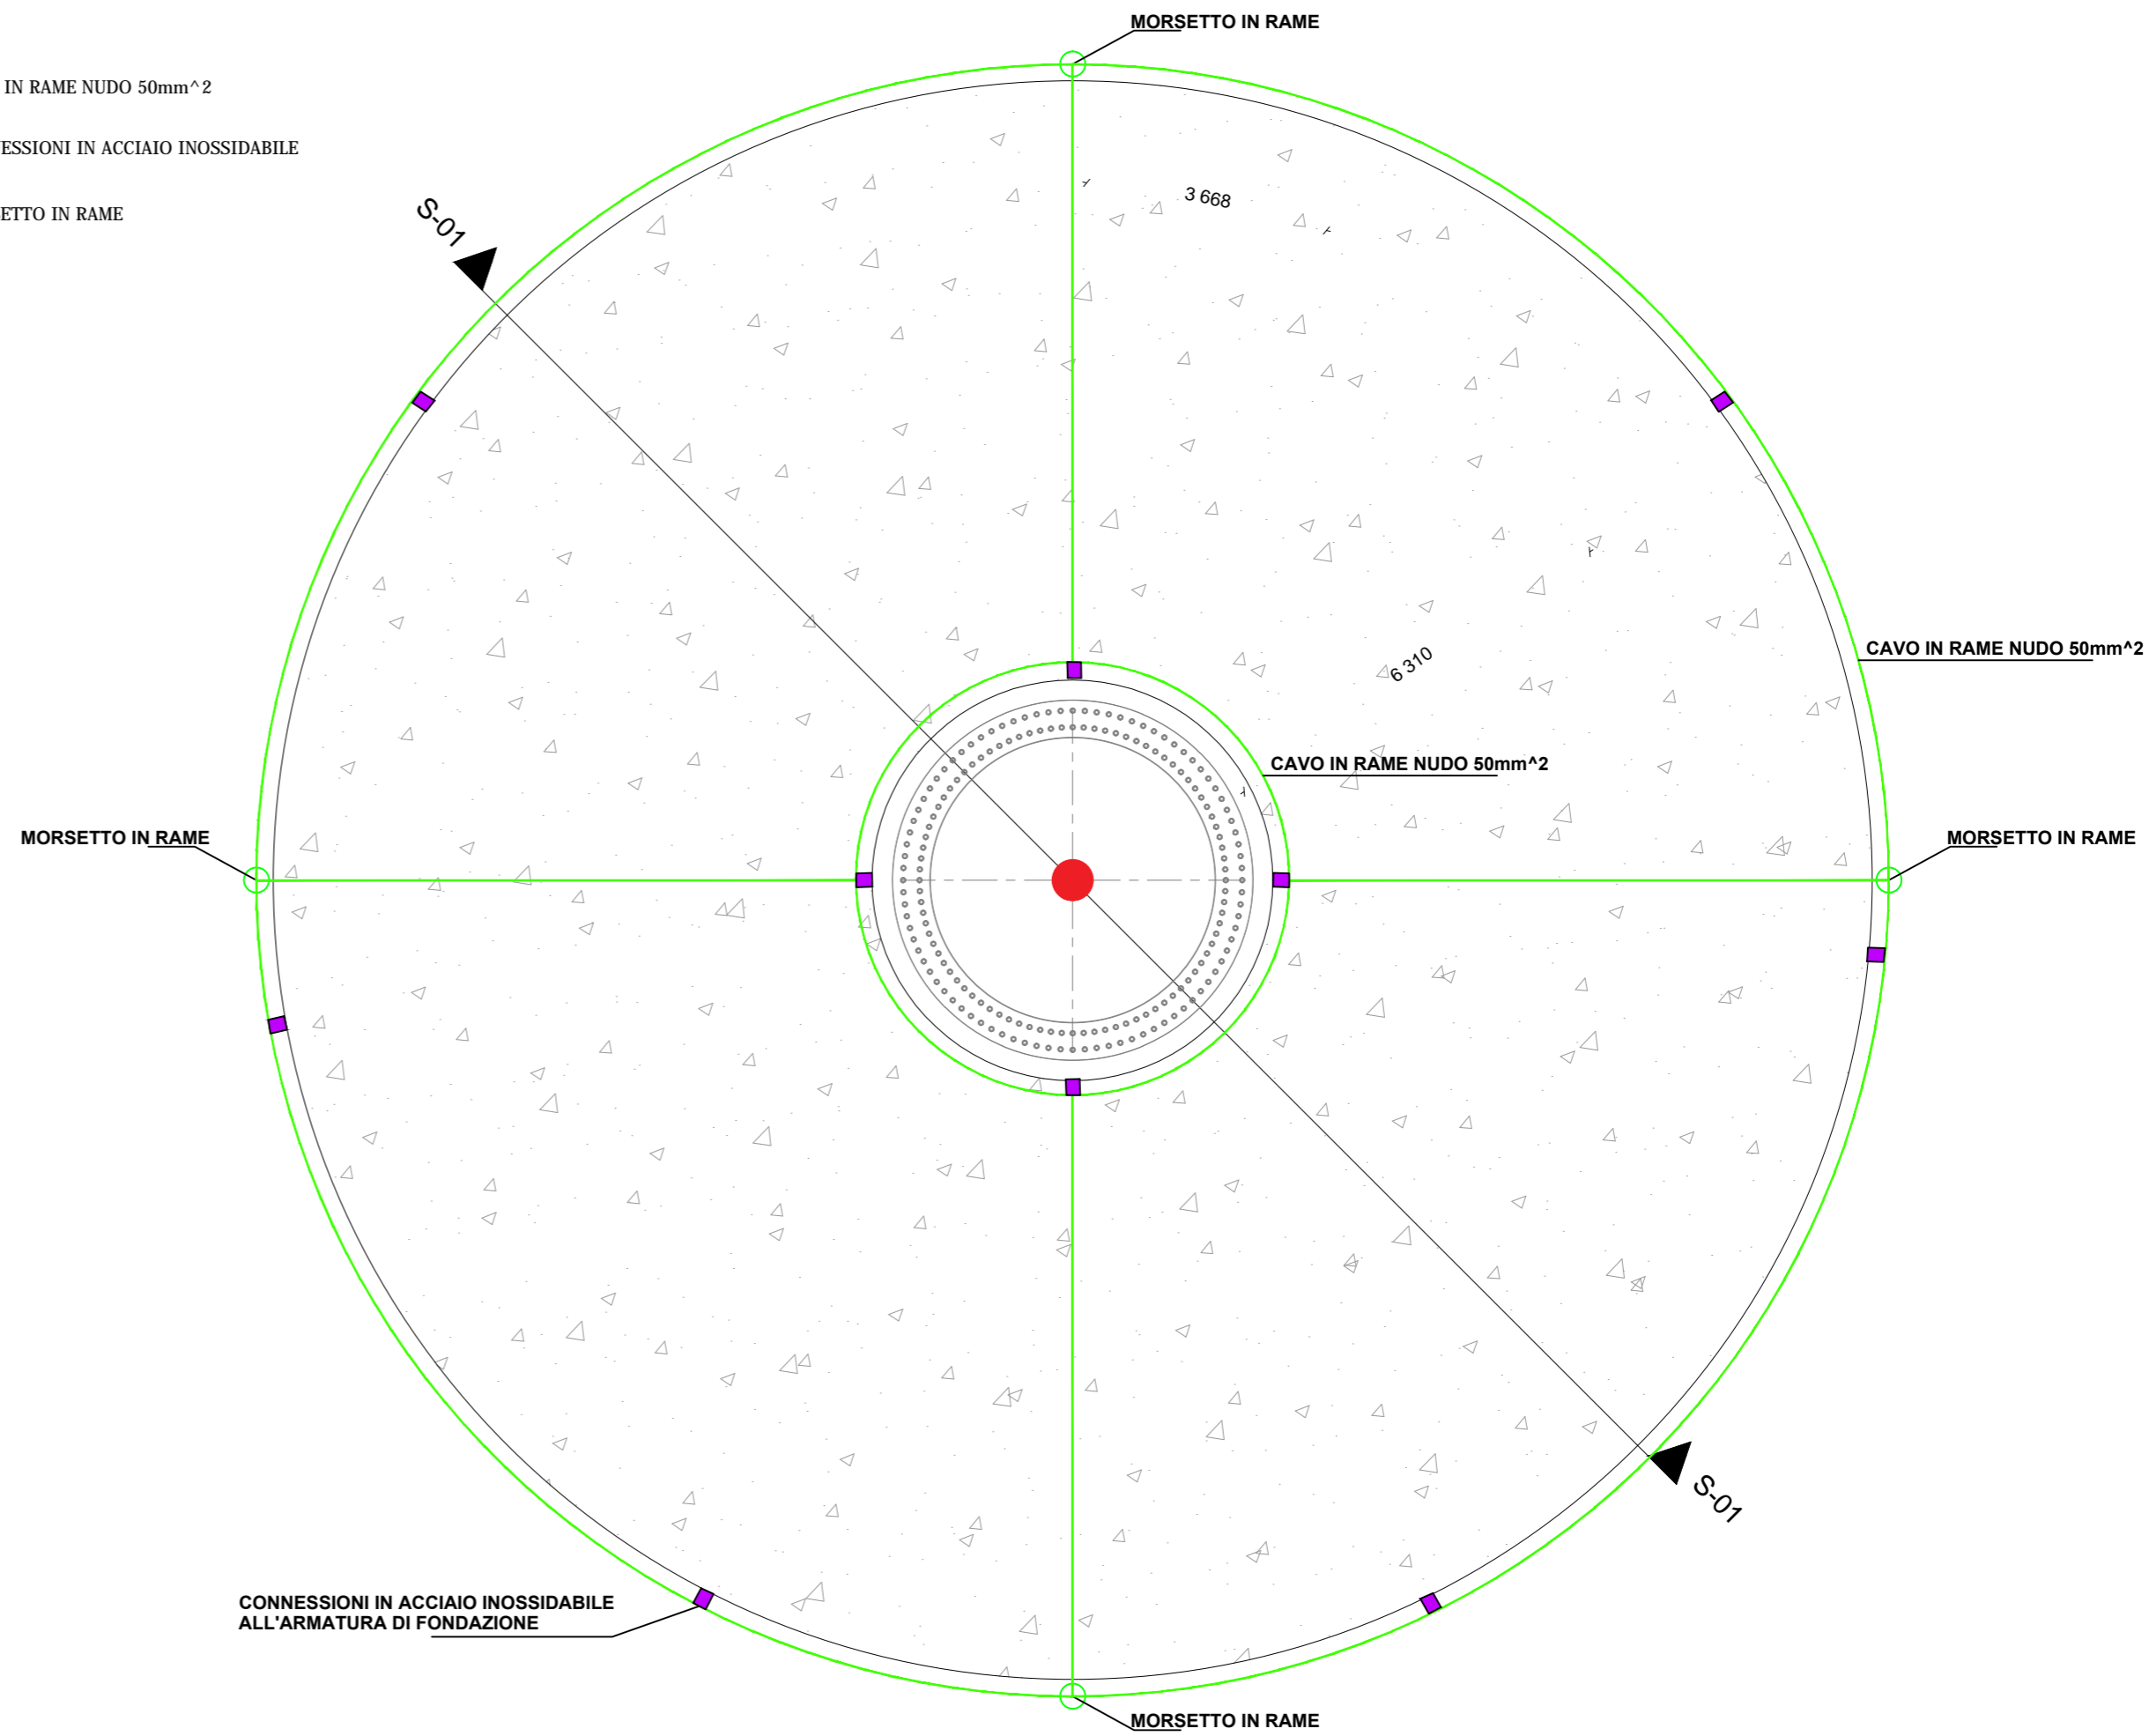 MORSETTO IN RAME
IN RAME NUDO 50mm^2
ESSIONI IN ACCIAIO INOSSIDABILE
ETTO IN RAME
S-01
3 668
CAVO IN RAME NUDO 50mm^2
6 310
CAVO IN RAME NUDO 50mm^2
MORSETTO IN RAME
MORSETTO IN RAME
S-01
CONNESSIONI IN ACCIAIO INOSSIDABILE
ALL'ARMATURA DI FONDAZIONE
MORSETTO IN RAME